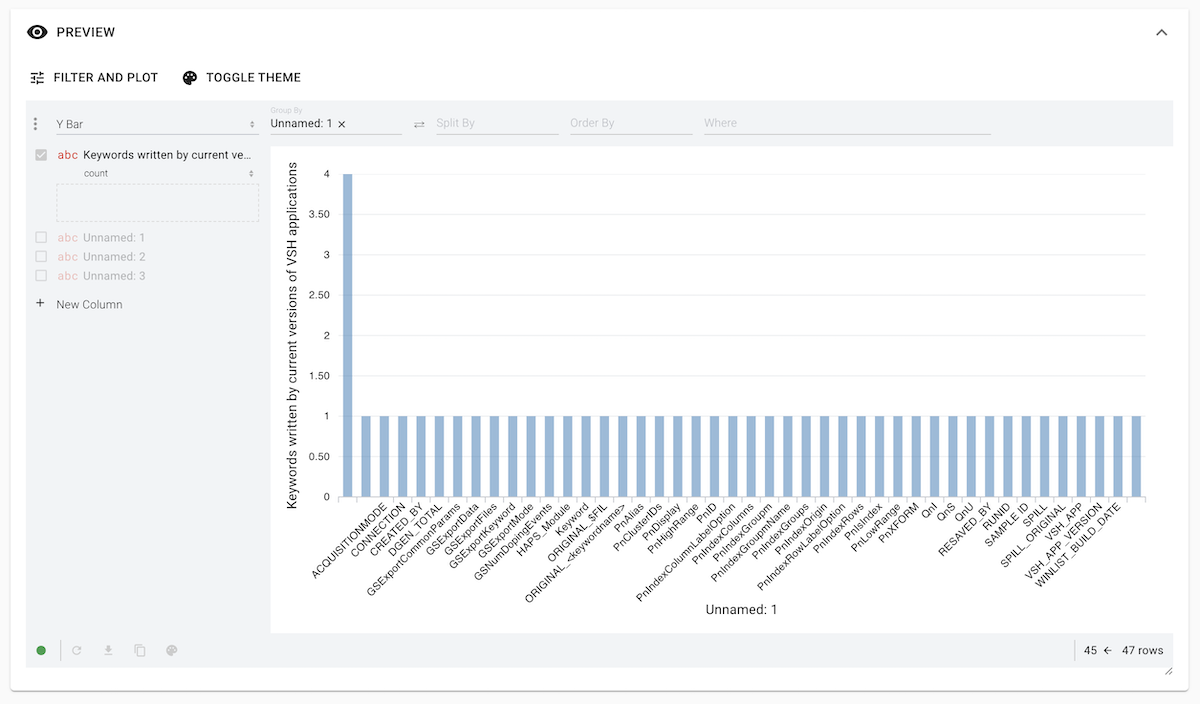 PREVIEW
FILTER AND PLOT
TOGGLE THEME
Y Bar
Group By
Unnamed: 1 ×
Split By
Order By
Where
abc Keywords written by current ve...
count
abc Unnamed: 1
abc Unnamed: 2
abc Unnamed: 3
+ New Column
Keywords written by current versions of VSH applications
4
3.50
3
2.50
2
1.50
1
0.50
0
ACQUISITIONMODE
CONNECTION
CREATED_BY
DGEN_TOTAL
GSExportCommonParams
GSExportData
GSExportFiles
GSExportKeyword
GSExportMode
GSNumDopingEvents
HAPS_Module
Keyword
ORIGINAL_$FIL
ORIGINAL_<keywordname>
PnAlias
PnClusterIDs
PnDisplay
PnHighRange
PnID
PnIndexColumnLabelOption
PnIndexColumns
PnIndexGroupm
PnIndexGroupmName
PnIndexGroups
PnIndexOrigin
PnIndexRowLabelOption
PnIndexRows
PnIsIndex
PnLowRange
PnXFORM
QnI
QnS
QnU
RESAVED_BY
RUNID
SAMPLE ID
SPILL
SPILL_ORIGINAL
VSH_APP
VSH_APP_VERSION
WINLIST_BUILD_DATE
Unnamed: 1
45 ← 47 rows